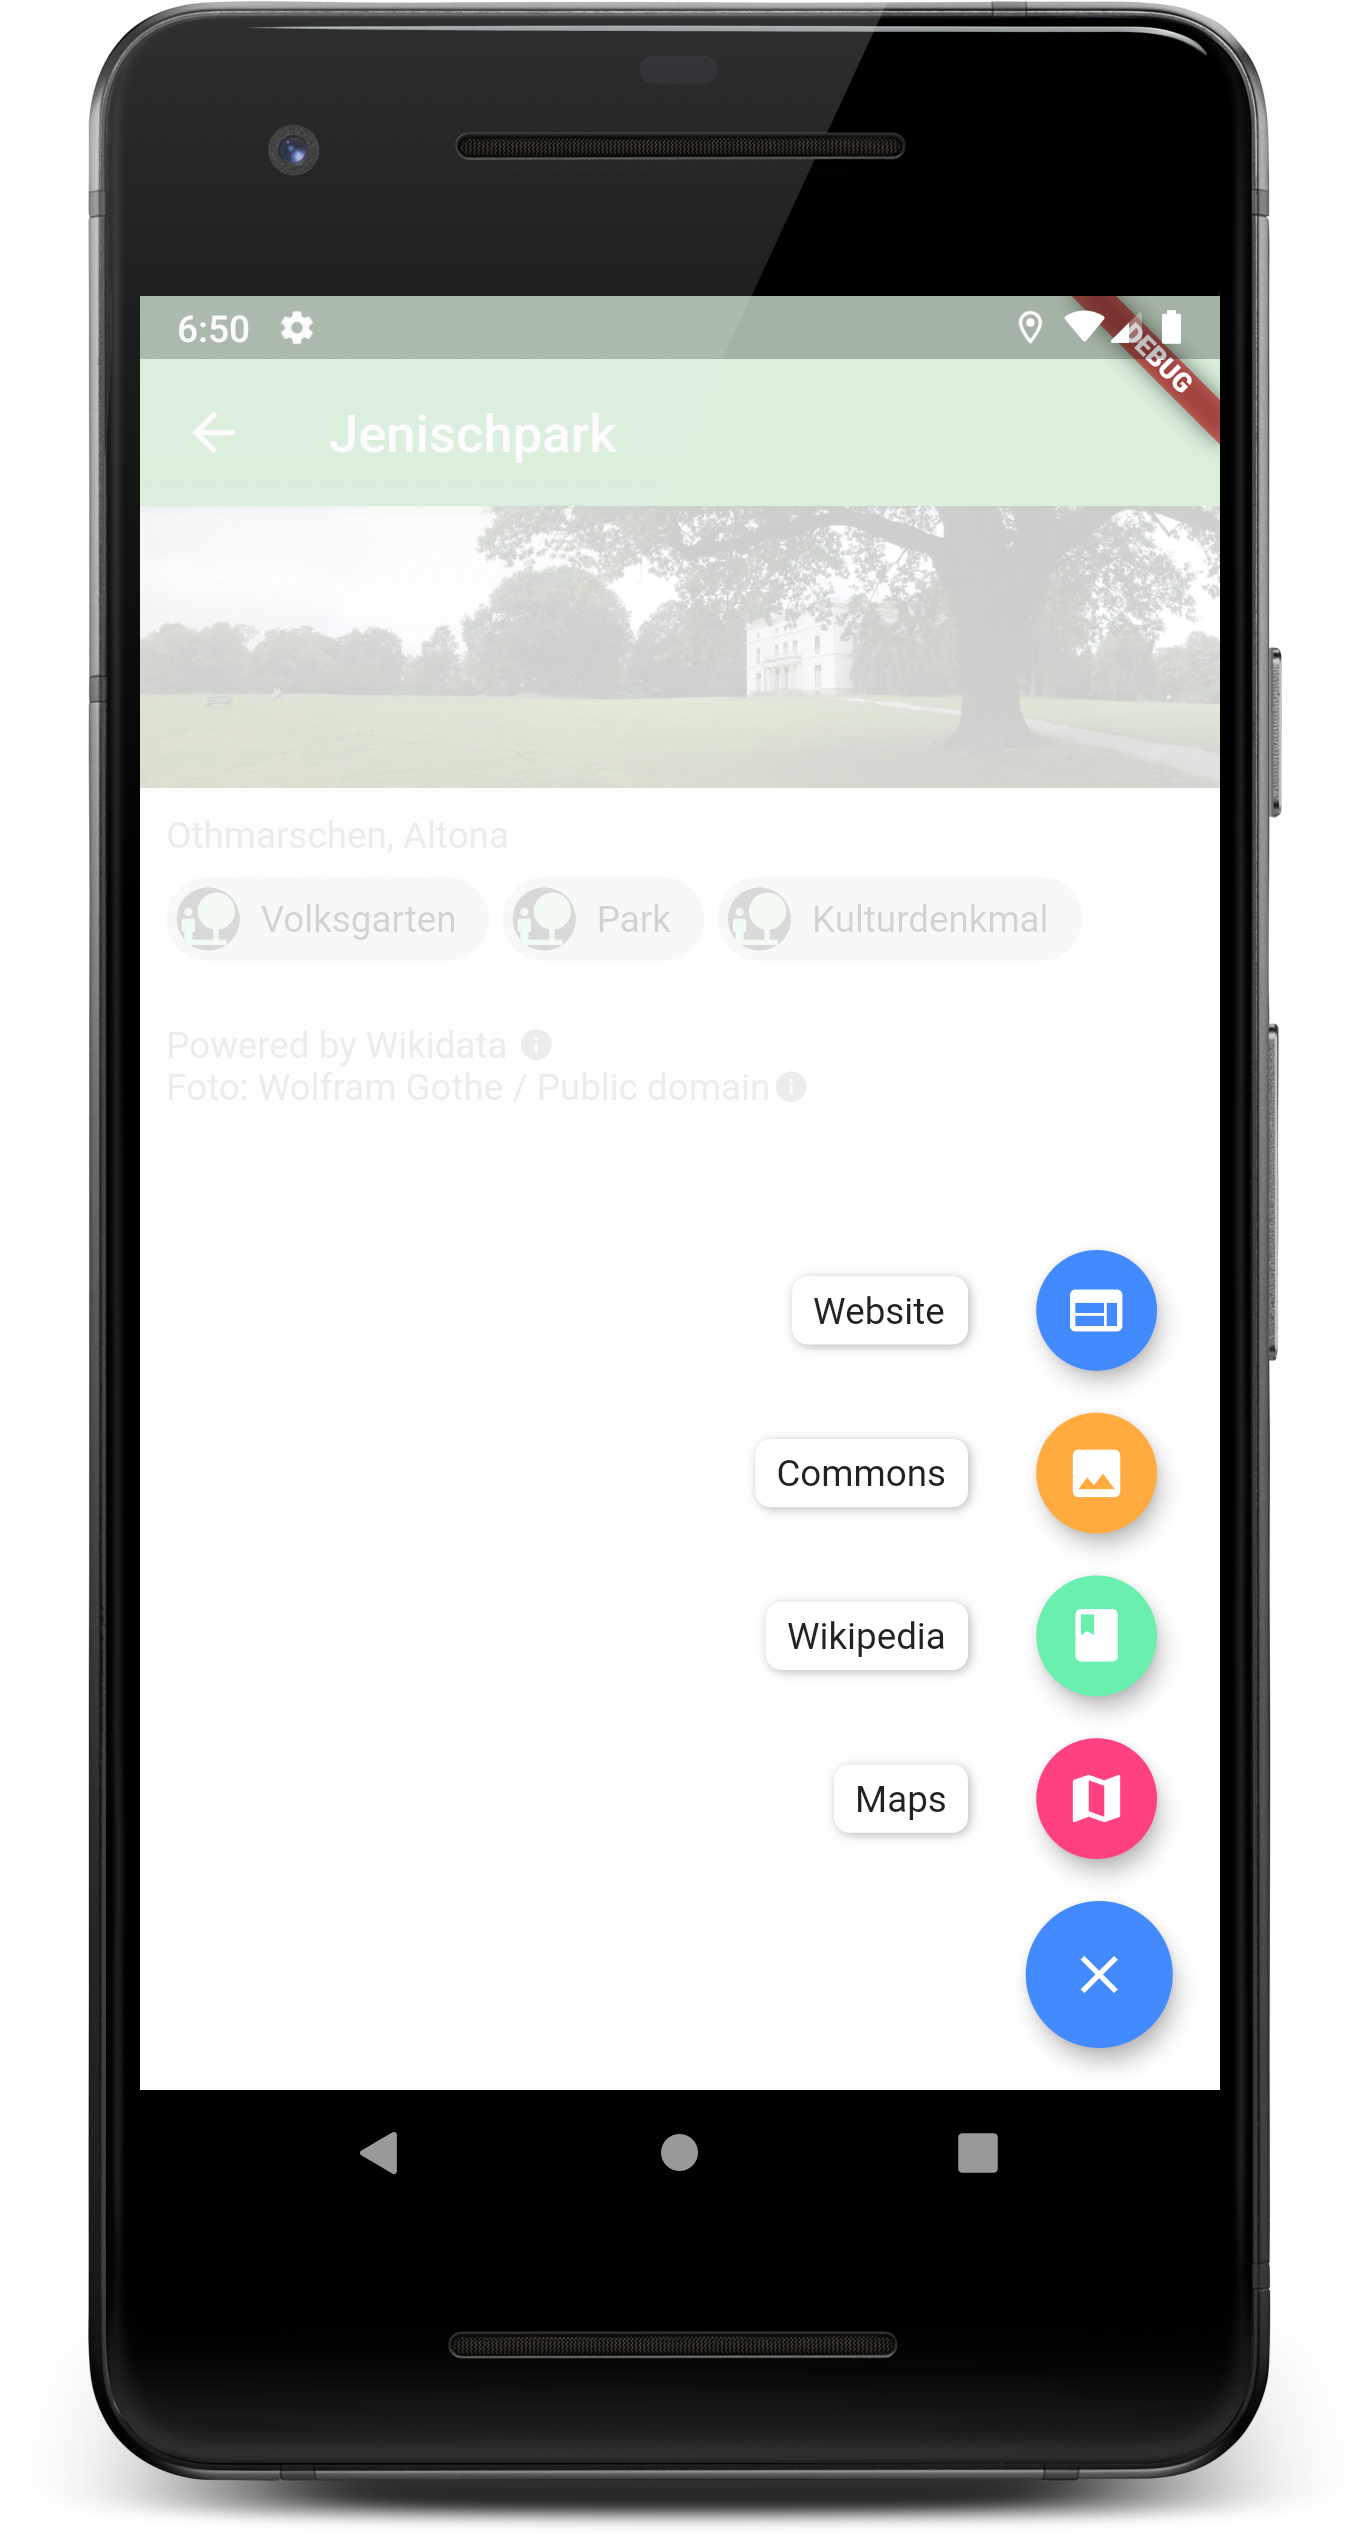 6:50
DEBUG
Jenischpark
Othmarschen, Altona
Volksgarten Park Kulturdenkmal
Powered by Wikidata
Foto: Wolfram Gothe / Public domain
Website
Commons
Wikipedia
Maps